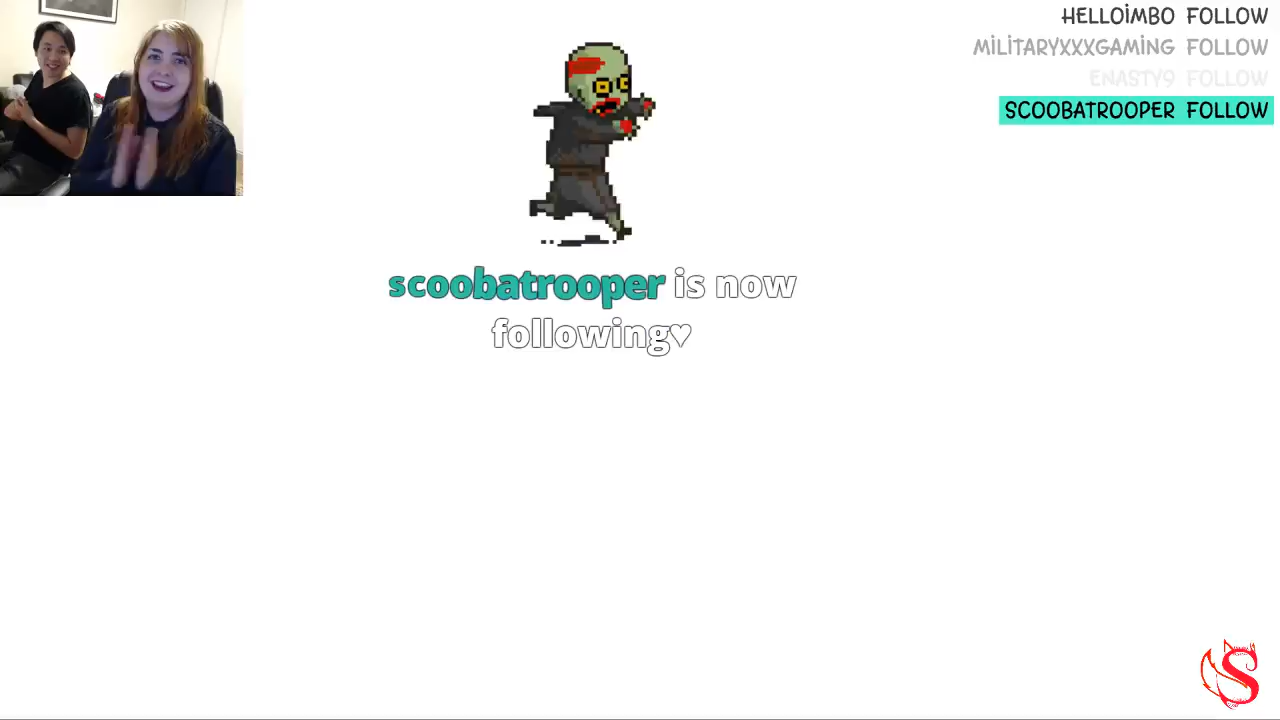 HELLOIMBO FOLLOW
MILITARYXXXGAMING FOLLOW
ENASTY9 FOLLOW
SCOOBATROOPER FOLLOW
scoobatrooper is now
following♥
S